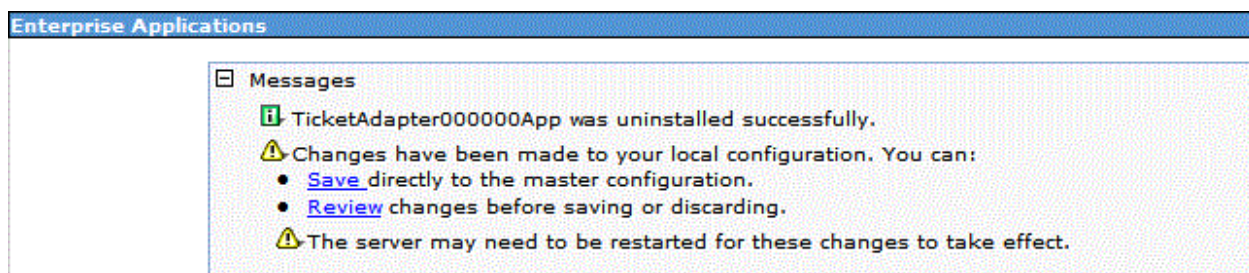 Enterprise Applications
Messages
TicketAdapter000000App was uninstalled successfully.
Changes have been made to your local configuration. You can:
• Save directly to the master configuration.
• Review changes before saving or discarding.
The server may need to be restarted for these changes to take effect.